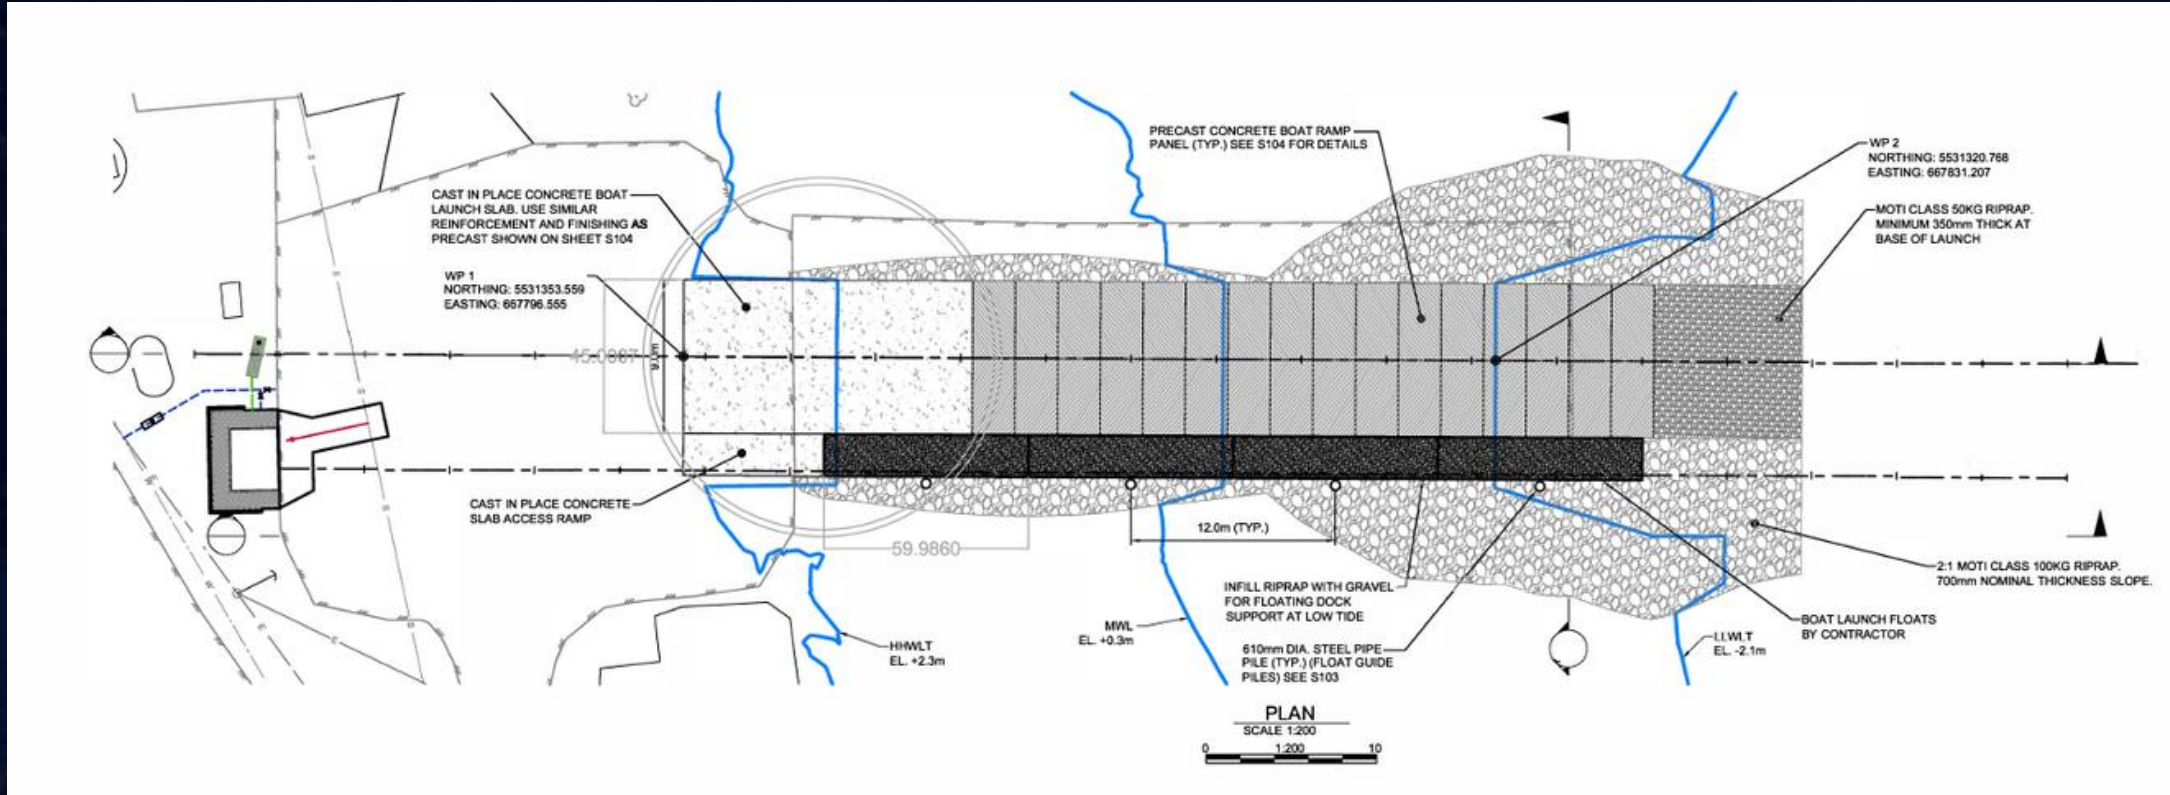 PRECAST CONCRETE BOAT RAMP
PANEL (TYP.) SEE S104 FOR DETAILS
WP 2
NORTHING: 5531320.768
EASTING: 667831.207
CAST IN PLACE CONCRETE BOAT
LAUNCH SLAB. USE SIMILAR
REINFORCEMENT AND FINISHING AS
PRECAST SHOWN ON SHEET S104
MOTI CLASS 50KG RIPRAP.
MINIMUM 350mm THICK AT
BASE OF LAUNCH
WP 1
NORTHING: 5531353.559
EASTING: 667796.555
9.0m
CAST IN PLACE CONCRETE
SLAB ACCESS RAMP
59.9860
12.0m (TYP.)
2:1 MOTI CLASS 100KG RIPRAP.
700mm NOMINAL THICKNESS SLOPE.
INFILL RIPRAP WITH GRAVEL
FOR FLOATING DOCK
SUPPORT AT LOW TIDE
BOAT LAUNCH FLOATS
BY CONTRACTOR
MWL
EL. +0.3m
HHWLT
EL. +2.3m
LLWLT
EL. -2.1m
610mm DIA. STEEL PIPE
PILE (TYP.) (FLOAT GUIDE
PILES) SEE S103
PLAN
SCALE 1:200
0 1:200 10